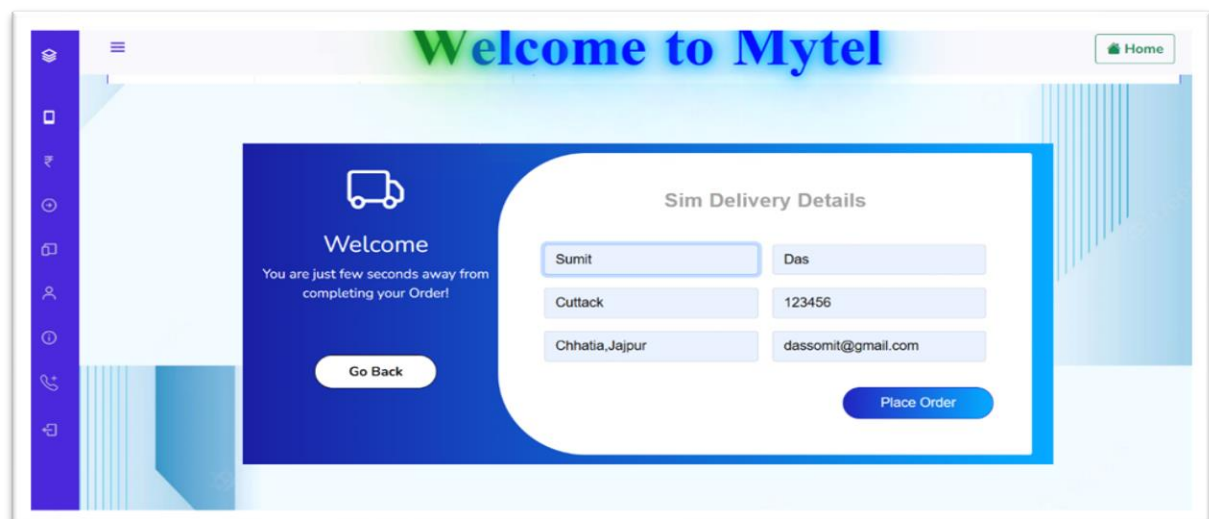 Welcome to Mytel
Home
Welcome
You are just few seconds away from
completing your Order!
Go Back
Sim Delivery Details
Sumit
Das
Cuttack
123456
Chhatia,Jajpur
dassomit@gmail.com
Place Order